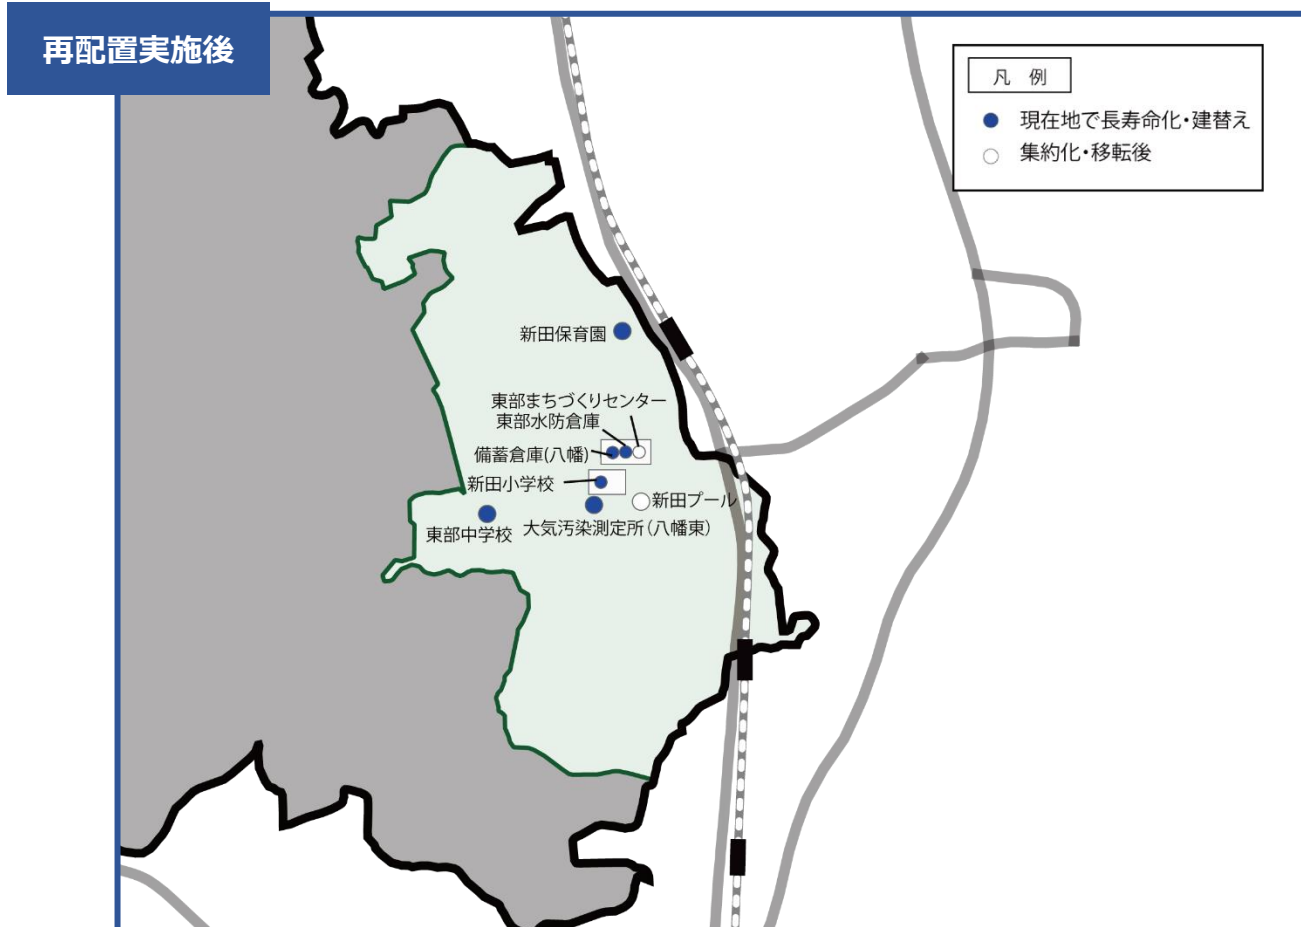 再配置実施後
凡 例
現在地で長寿命化・建替え
集約化・移転後
新田保育園
東部まちづくりセンター
東部水防倉庫
備蓄倉庫(八幡)
新田小学校
新田プール
東部中学校
大気汚染測定所(八幡東)